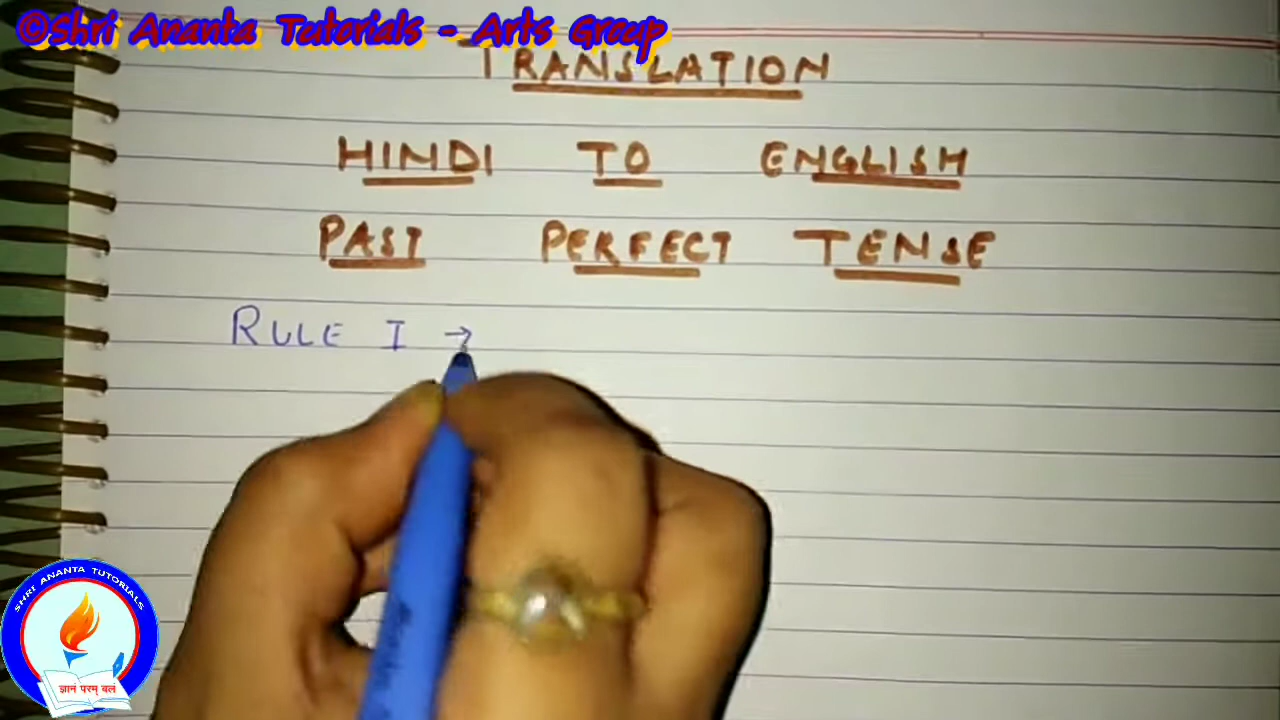 ©Shri Ananta Tutorials - Arts Group
TRANSLATION
HINDI TO ENGLISH
PAST PERFECT TENSE
RULE I →
SHRI ANANTA TUTORIALS
ज्ञानं परमं बलं